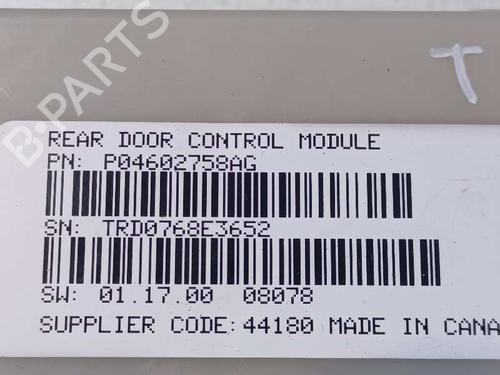 B-PARTS
T
REAR DOOR CONTROL MODULE
PN: P04602758AG
SN: TRD0768E3652
SW: 01.17.00 08078
SUPPLIER CODE: 44180 MADE IN CANA